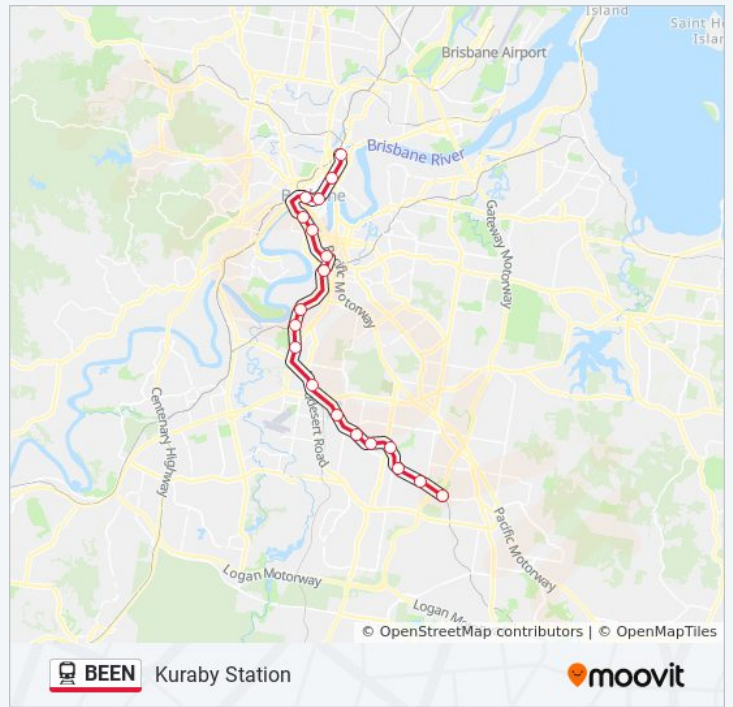 Island
Saint He
Islan
Brisbane Airport
Brisbane River
Gateway Motorway
Pacific Motorway
udesert Road
Centenary Highway
Pacific Motorway
Logan Motorway
Logan M
© OpenStreetMap contributors | © OpenMapTiles
BEEN Kuraby Station moovit